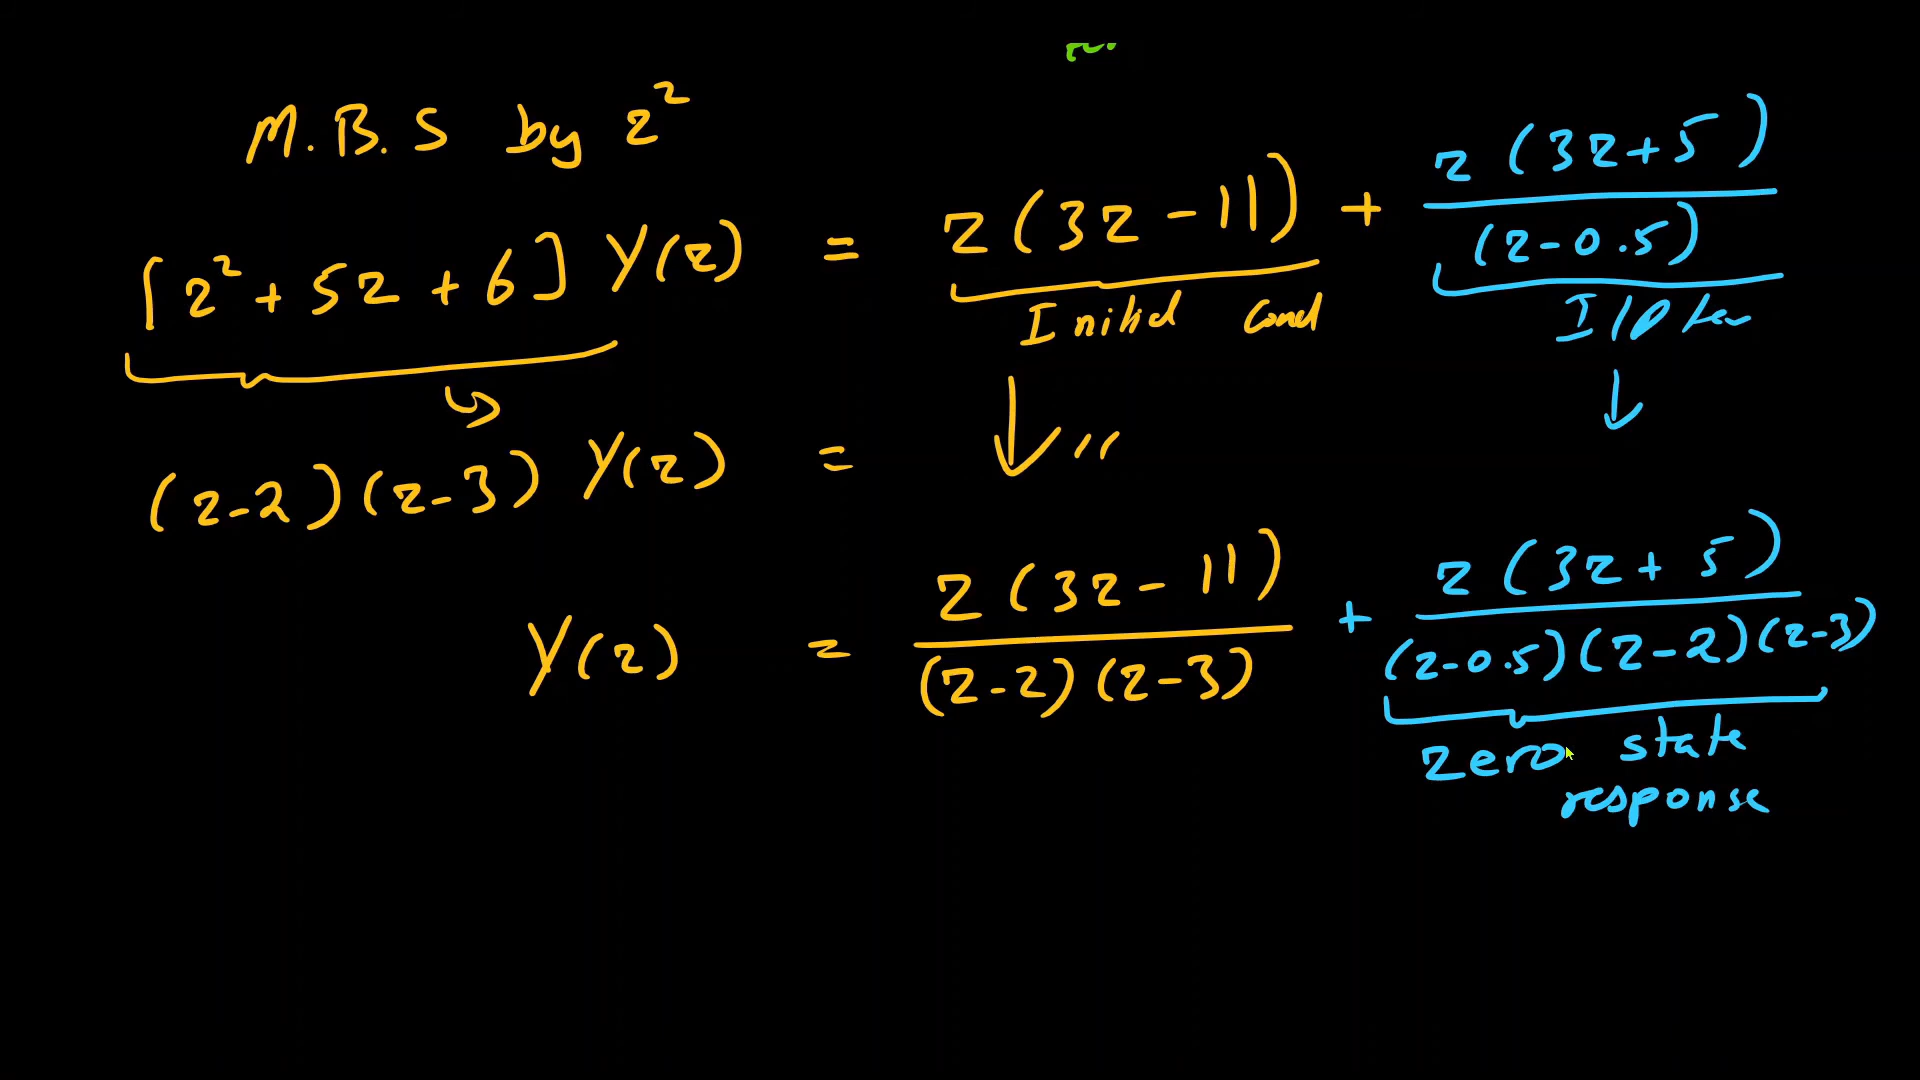 M.B.S by z²
[z² + 5z + 6] Y(z) = z(3z - 11) + z(3z+5) / (z-0.5)
Initial Cond I/P ter
(z-2)(z-3) Y(z) = 〃
Y(z) = z(3z - 11) / (z-2)(z-3) + z(3z+5) / (z-0.5)(z-2)(z-3)
zero state
response